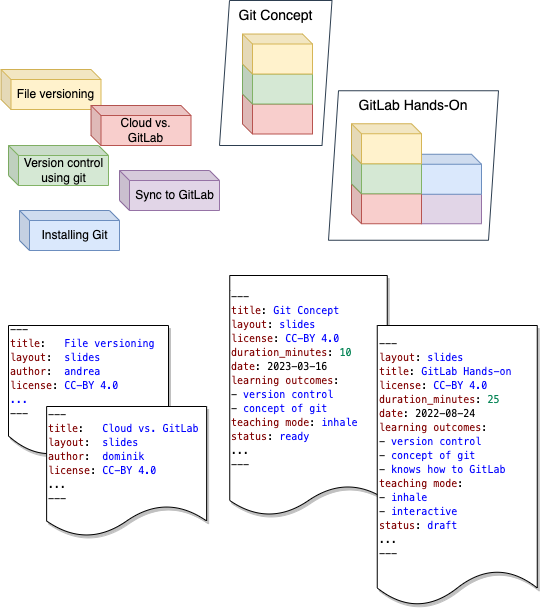 Git Concept
File versioning
Cloud vs.
GitLab
Version control
using git
Sync to GitLab
Installing Git
GitLab Hands-On
---
title:   File versioning
layout:  slides
author:  andrea
license: CC-BY 4.0
...
---
---
title:   Cloud vs. GitLab
layout:  slides
author:  dominik
license: CC-BY 4.0
...
---
---
title: Git Concept
layout: slides
license: CC-BY 4.0
duration_minutes: 10
date: 2023-03-16
learning outcomes:
- version control
- concept of git
teaching mode: inhale
status: ready
...
---
---
layout: slides
title: GitLab Hands-on
license: CC-BY 4.0
duration_minutes: 25
date: 2022-08-24
learning outcomes:
- version control
- concept of git
- knows how to GitLab
teaching mode:
- inhale
- interactive
status: draft
...
---